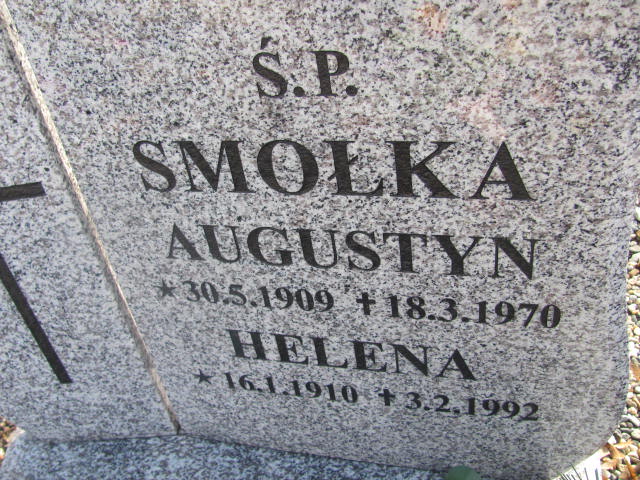 Ś.P.
SMOŁKA
AUGUSTYN
★ 30.5.1909 ✝ 18.3.1970
HELENA
★ 16.1.1910 ✝ 3.2.1992